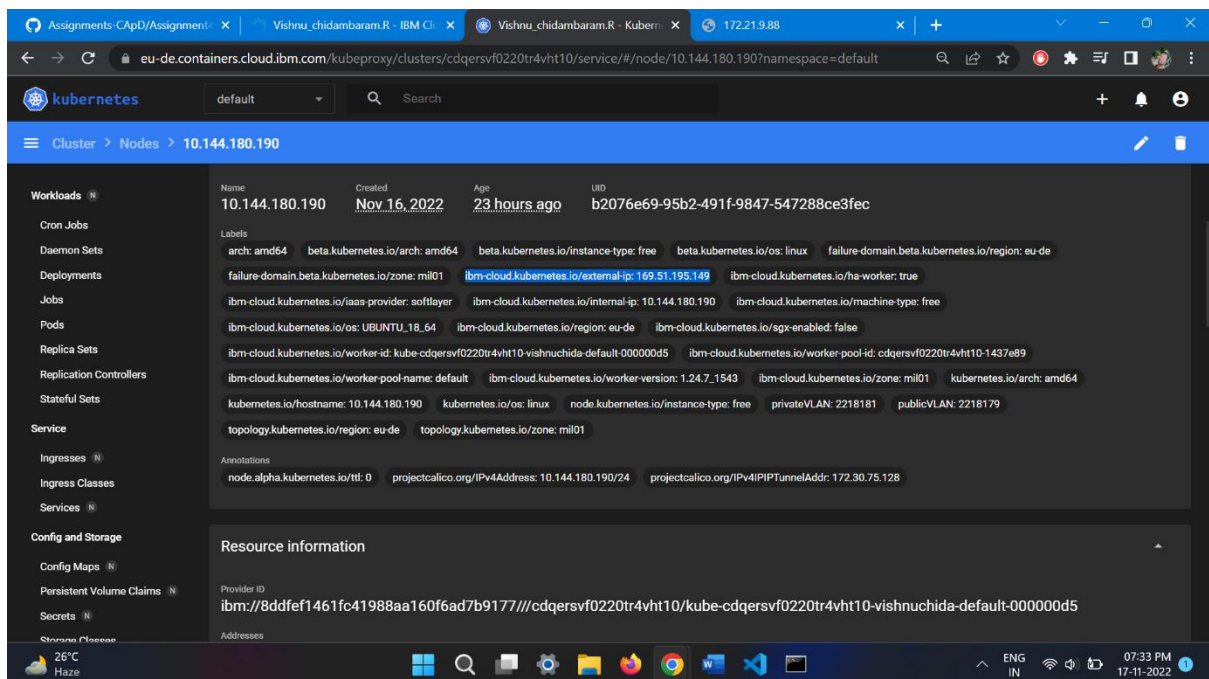 Assignments-CApD/Assignment4
Vishnu_chidambaram.R - IBM Clo
Vishnu_chidambaram.R - Kuberne
172.21.9.88
eu-de.containers.cloud.ibm.com/kubeproxy/clusters/cdqersvf0220tr4vht10/service/#/node/10.144.180.190?namespace=default
kubernetes
default
Search
Cluster > Nodes > 10.144.180.190
Workloads N
Cron Jobs
Daemon Sets
Deployments
Jobs
Pods
Replica Sets
Replication Controllers
Stateful Sets
Service
Ingresses N
Ingress Classes
Services N
Config and Storage
Config Maps N
Persistent Volume Claims N
Secrets N
Storage Classes
Name Created Age UID
10.144.180.190 Nov 16, 2022 23 hours ago b2076e69-95b2-491f-9847-547288ce3fec
Labels
arch: amd64 beta.kubernetes.io/arch: amd64 beta.kubernetes.io/instance-type: free beta.kubernetes.io/os: linux failure-domain.beta.kubernetes.io/region: eu-de
failure-domain.beta.kubernetes.io/zone: mil01 ibm-cloud.kubernetes.io/external-ip: 169.51.195.149 ibm-cloud.kubernetes.io/ha-worker: true
ibm-cloud.kubernetes.io/iaas-provider: softlayer ibm-cloud.kubernetes.io/internal-ip: 10.144.180.190 ibm-cloud.kubernetes.io/machine-type: free
ibm-cloud.kubernetes.io/os: UBUNTU_18_64 ibm-cloud.kubernetes.io/region: eu-de ibm-cloud.kubernetes.io/sgx-enabled: false
ibm-cloud.kubernetes.io/worker-id: kube-cdqersvf0220tr4vht10-vishnuchida-default-000000d5 ibm-cloud.kubernetes.io/worker-pool-id: cdqersvf0220tr4vht10-1437e89
ibm-cloud.kubernetes.io/worker-pool-name: default ibm-cloud.kubernetes.io/worker-version: 1.24.7_1543 ibm-cloud.kubernetes.io/zone: mil01 kubernetes.io/arch: amd64
kubernetes.io/hostname: 10.144.180.190 kubernetes.io/os: linux node.kubernetes.io/instance-type: free privateVLAN: 2218181 publicVLAN: 2218179
topology.kubernetes.io/region: eu-de topology.kubernetes.io/zone: mil01
Annotations
node.alpha.kubernetes.io/ttl: 0 projectcalico.org/IPv4Address: 10.144.180.190/24 projectcalico.org/IPv4IPIPTunnelAddr: 172.30.75.128
Resource information
Provider ID
ibm://8ddfef1461fc41988aa160f6ad7b9177///cdqersvf0220tr4vht10/kube-cdqersvf0220tr4vht10-vishnuchida-default-000000d5
Addresses
26°C
Haze
ENG
IN
07:33 PM
17-11-2022
1